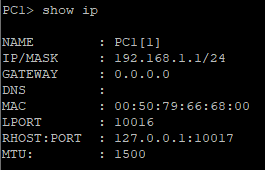 PC1> show ip
NAME : PC1[1]
IP/MASK : 192.168.1.1/24
GATEWAY : 0.0.0.0
DNS :
MAC : 00:50:79:66:68:00
LPORT : 10016
RHOST:PORT : 127.0.0.1:10017
MTU: : 1500